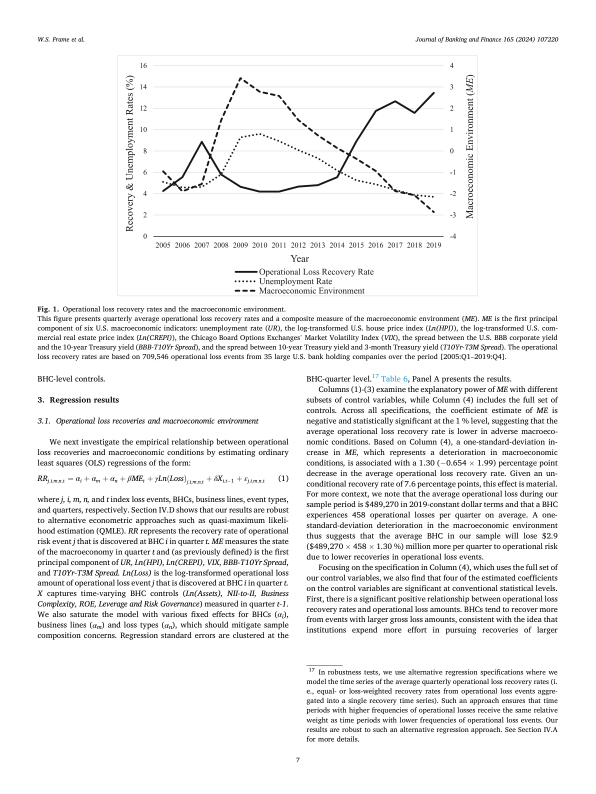 W.S. Frame et al.
Journal of Banking and Finance 165 (2024) 107220
Recovery & Unemployment Rates (%)
16
14
12
10
8
6
4
2
0
4
3
2
1
0
-1
-2
-3
-4
Macroeconomic Environment (ME)
2005 2006 2007 2008 2009 2010 2011 2012 2013 2014 2015 2016 2017 2018 2019
Year
Operational Loss Recovery Rate
Unemployment Rate
Macroeconomic Environment
Fig. 1. Operational loss recovery rates and the macroeconomic environment.
This figure presents quarterly average operational loss recovery rates and a composite measure of the macroeconomic environment (ME). ME is the first principal
component of six U.S. macroeconomic indicators: unemployment rate (UR), the log-transformed U.S. house price index (Ln(HPI)), the log-transformed U.S. com-
mercial real estate price index (Ln(CREPI)), the Chicago Board Options Exchanges' Market Volatility Index (VIX), the spread between the U.S. BBB corporate yield
and the 10-year Treasury yield (BBB-T10Yr Spread), and the spread between 10-year Treasury yield and 3-month Treasury yield (T10Yr-T3M Spread). The operational
loss recovery rates are based on 709,546 operational loss events from 35 large U.S. bank holding companies over the period [2005:Q1–2019:Q4].
BHC-level controls.
3. Regression results
3.1. Operational loss recoveries and macroeconomic environment
We next investigate the empirical relationship between operational
loss recoveries and macroeconomic conditions by estimating ordinary
least squares (OLS) regressions of the form:
RRj,i,m,n,t = αi + αm + αn + βMEt + γLn(Loss)j,i,m,n,t + δXi,t-1 + εj,i,m,n,t (1)
where j, i, m, n, and t index loss events, BHCs, business lines, event types,
and quarters, respectively. Section IV.D shows that our results are robust
to alternative econometric approaches such as quasi-maximum likeli-
hood estimation (QMLE). RR represents the recovery rate of operational
risk event j that is discovered at BHC i in quarter t. ME measures the state
of the macroeconomy in quarter t and (as previously defined) is the first
principal component of UR, Ln(HPI), Ln(CREPI), VIX, BBB-T10Yr Spread,
and T10Yr-T3M Spread. Ln(Loss) is the log-transformed operational loss
amount of operational loss event j that is discovered at BHC i in quarter t.
X captures time-varying BHC controls (Ln(Assets), NII-to-II, Business
Complexity, ROE, Leverage and Risk Governance) measured in quarter t-1.
We also saturate the model with various fixed effects for BHCs (αi),
business lines (αm) and loss types (αn), which should mitigate sample
composition concerns. Regression standard errors are clustered at the
BHC-quarter level.17 Table 6, Panel A presents the results.
Columns (1)-(3) examine the explanatory power of ME with different
subsets of control variables, while Column (4) includes the full set of
controls. Across all specifications, the coefficient estimate of ME is
negative and statistically significant at the 1 % level, suggesting that the
average operational loss recovery rate is lower in adverse macroeco-
nomic conditions. Based on Column (4), a one-standard-deviation in-
crease in ME, which represents a deterioration in macroeconomic
conditions, is associated with a 1.30 (−0.654 × 1.99) percentage point
decrease in the average operational loss recovery rate. Given an un-
conditional recovery rate of 7.6 percentage points, this effect is material.
For more context, we note that the average operational loss during our
sample period is $489,270 in 2019-constant dollar terms and that a BHC
experiences 458 operational losses per quarter on average. A one-
standard-deviation deterioration in the macroeconomic environment
thus suggests that the average BHC in our sample will lose $2.9
($489,270 × 458 × 1.30 %) million more per quarter to operational risk
due to lower recoveries in operational loss events.
Focusing on the specification in Column (4), which uses the full set of
our control variables, we also find that four of the estimated coefficients
on the control variables are significant at conventional statistical levels.
First, there is a significant positive relationship between operational loss
recovery rates and operational loss amounts. BHCs tend to recover more
from events with larger gross loss amounts, consistent with the idea that
institutions expend more effort in pursuing recoveries of larger
17 In robustness tests, we use alternative regression specifications where we
model the time series of the average quarterly operational loss recovery rates (i.
e., equal- or loss-weighted recovery rates from operational loss events aggre-
gated into a single recovery time series). Such an approach ensures that time
periods with higher frequencies of operational losses receive the same relative
weight as time periods with lower frequencies of operational losses. Our
results are robust to such an alternative regression approach. See Section IV.A
for more details.
7